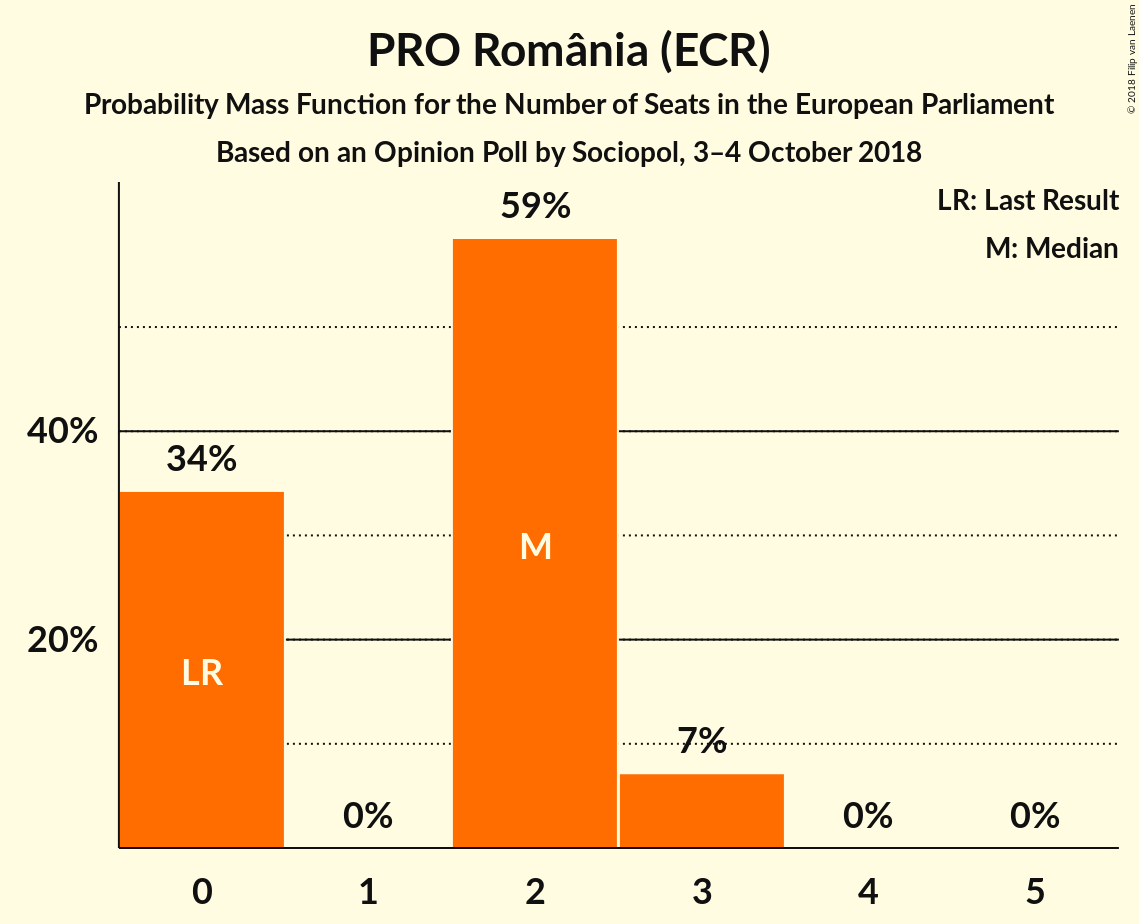 PRO România (ECR)
Probability Mass Function for the Number of Seats in the European Parliament
Based on an Opinion Poll by Sociopol, 3–4 October 2018
© 2018 Filip van Laenen
LR: Last Result
M: Median
59%
40%
34%
M
20%
LR
7%
0%
0%
0%
0 1 2 3 4 5